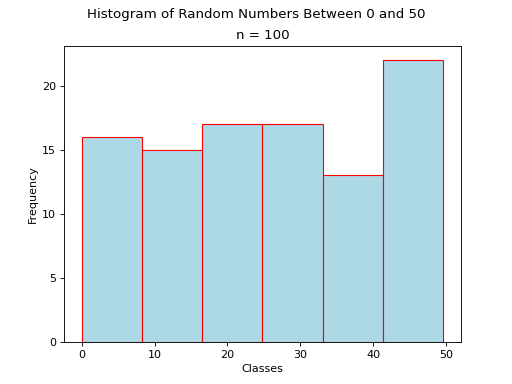 Histogram of Random Numbers Between 0 and 50
n = 100
20
15
10
5
0
Frequency
0 10 20 30 40 50
Classes